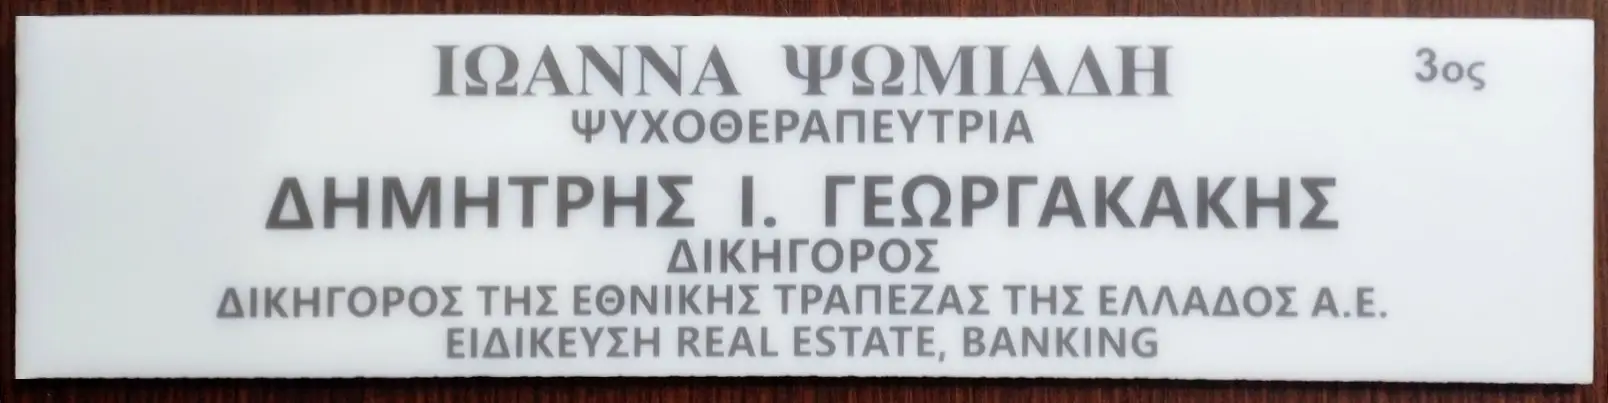 ΙΩΑΝΝΑ ΨΩΜΙΑΔΗ 3ος
ΨΥΧΟΘΕΡΑΠΕΥΤΡΙΑ
ΔΗΜΗΤΡΗΣ Ι. ΓΕΩΡΓΑΚΑΚΗΣ
ΔΙΚΗΓΟΡΟΣ
ΔΙΚΗΓΟΡΟΣ ΤΗΣ ΕΘΝΙΚΗΣ ΤΡΑΠΕΖΑΣ ΤΗΣ ΕΛΛΑΔΟΣ Α.Ε.
ΕΙΔΙΚΕΥΣΗ REAL ESTATE, BANKING